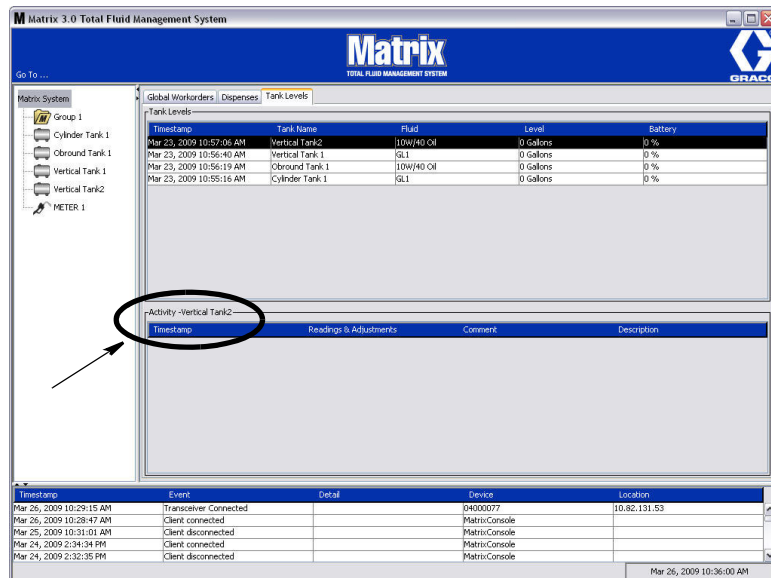 Matrix 3.0 Total Fluid Management System
Matrix
TOTAL FLUID MANAGEMENT SYSTEM
Go To ...
GRACO
Matrix System
Group 1
Cylinder Tank 1
Obround Tank 1
Vertical Tank 1
Vertical Tank2
METER 1
Global Workorders Dispenses Tank Levels
Tank Levels
Timestamp Tank Name Fluid Level Battery
Mar 23, 2009 10:57:06 AM Vertical Tank2 10W/40 Oil 0 Gallons 0 %
Mar 23, 2009 10:56:40 AM Vertical Tank 1 GL1 0 Gallons 0 %
Mar 23, 2009 10:56:19 AM Obround Tank 1 10W/40 Oil 0 Gallons 0 %
Mar 23, 2009 10:55:16 AM Cylinder Tank 1 GL1 0 Gallons 0 %
Activity -Vertical Tank2
Timestamp Readings & Adjustments Comment Description
Timestamp Event Detail Device Location
Mar 26, 2009 10:29:15 AM Transceiver Connected 04000077 10.82.131.53
Mar 26, 2009 10:28:47 AM Client connected MatrixConsole
Mar 25, 2009 10:31:01 AM Client disconnected MatrixConsole
Mar 24, 2009 2:34:34 PM Client connected MatrixConsole
Mar 24, 2009 2:32:35 PM Client disconnected MatrixConsole
Mar 26, 2009 10:36:00 AM